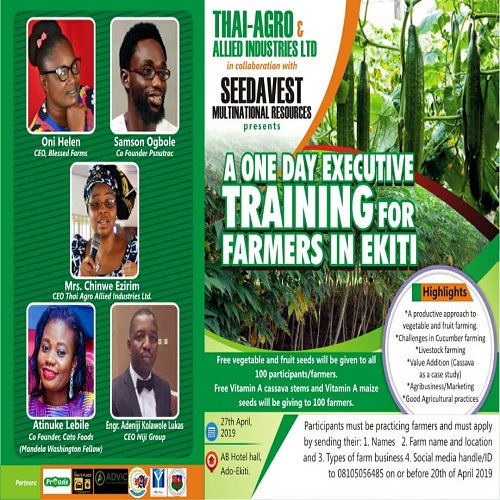 THAI-AGRO &
ALLIED INDUSTRIES LTD
in collaboration with
SEEDAVEST
MULTINATIONAL RESOURCES
presents
A ONE DAY EXECUTIVE
TRAINING FOR
FARMERS IN EKITI
Oni Helen
CEO, Blessed Farms
Samson Ogbole
Co Founder Psnutrac
Mrs. Chinwe Ezirim
CEO Thai Agro Allied Industries Ltd.
Atinuke Lebile
Co Founder, Cato Foods
(Mandela Washington Fellow)
Engr. Adeniji Kolawole Lukas
CEO Niji Group
Highlights
*A productive approach to
vegetable and fruit farming.
*Challenges in Cucumber farming
*Livestock farming
*Value Addition (Cassava
as a case study)
*Agribusiness/Marketing
*Good Agricultural practices
Free vegetable and fruit seeds will be given to all
100 participants/farmers.
Free Vitamin A cassava stems and Vitamin A maize
seeds will be giving to 100 farmers.
27th April,
2019
AB Hotel hall,
Ado-Ekiti.
Participants must be practicing farmers and must apply
by sending their: 1. Names 2. Farm name and location
and 3. Types of farm business 4. Social media handle/ID
to 08105056485 on or before 20th of April 2019
Partners:
ADVIC